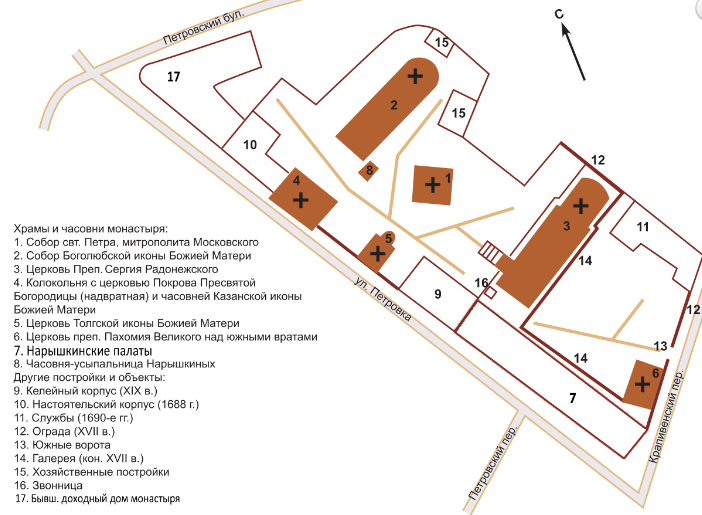 Петровский бул.
С
15
17
2
15
10
12
8
1
4
3
11
5
14
16
9
12
ул. Петровка
13
14
6
7
Крапивенский пер.
Петровский пер.
Храмы и часовни монастыря:
1. Собор свт. Петра, митрополита Московского
2. Собор Боголюбской иконы Божией Матери
3. Церковь Преп. Сергия Радонежского
4. Колокольня с церковью Покрова Пресвятой
Богородицы (надвратная) и часовней Казанской иконы
Божией Матери
5. Церковь Толгской иконы Божией Матери
6. Церковь преп. Пахомия Великого над южными вратами
7. Нарышкинские палаты
8. Часовня-усыпальница Нарышкиных
Другие постройки и объекты:
9. Келейный корпус (XIX в.)
10. Настоятельский корпус (1688 г.)
11. Службы (1690-е гг.)
12. Ограда (XVII в.)
13. Южные ворота
14. Галерея (кон. XVII в.)
15. Хозяйственные постройки
16. Звонница
17. Бывш. доходный дом монастыря